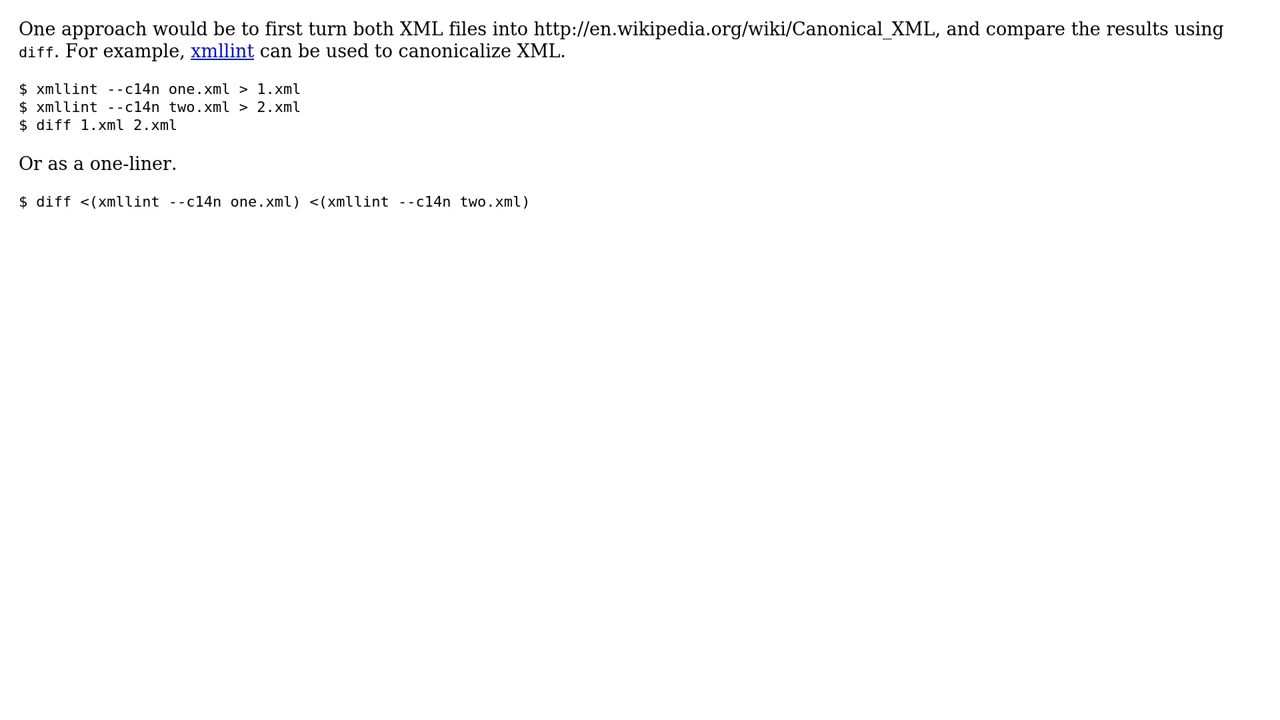 One approach would be to first turn both XML files into http://en.wikipedia.org/wiki/Canonical_XML, and compare the results using
diff. For example, xmllint can be used to canonicalize XML.
$ xmllint --c14n one.xml > 1.xml
$ xmllint --c14n two.xml > 2.xml
$ diff 1.xml 2.xml
Or as a one-liner.
$ diff <(xmllint --c14n one.xml) <(xmllint --c14n two.xml)